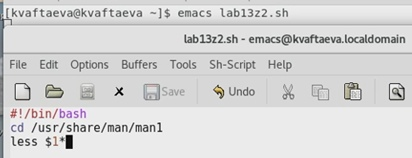 [kvaftaeva@kvaftaeva ~]$ emacs lab13z2.sh
lab13z2.sh - emacs@kvaftaeva.localdomain
File Edit Options Buffers Tools Sh-Script Help
Save Undo
#!/bin/bash
cd /usr/share/man/man1
less $1*